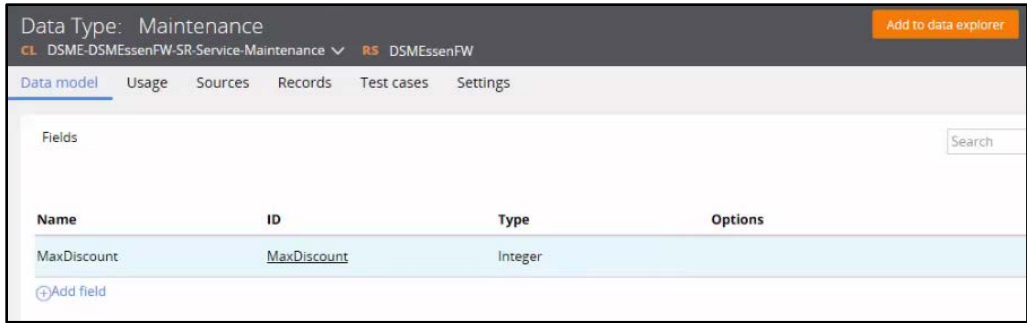 Data Type: Maintenance
Add to data explorer
CL DSME-DSMEssenFW-SR-Service-Maintenance RS DSMEssenFW
Data model Usage Sources Records Test cases Settings
Fields
Search
Name ID Type Options
MaxDiscount MaxDiscount Integer
Add field